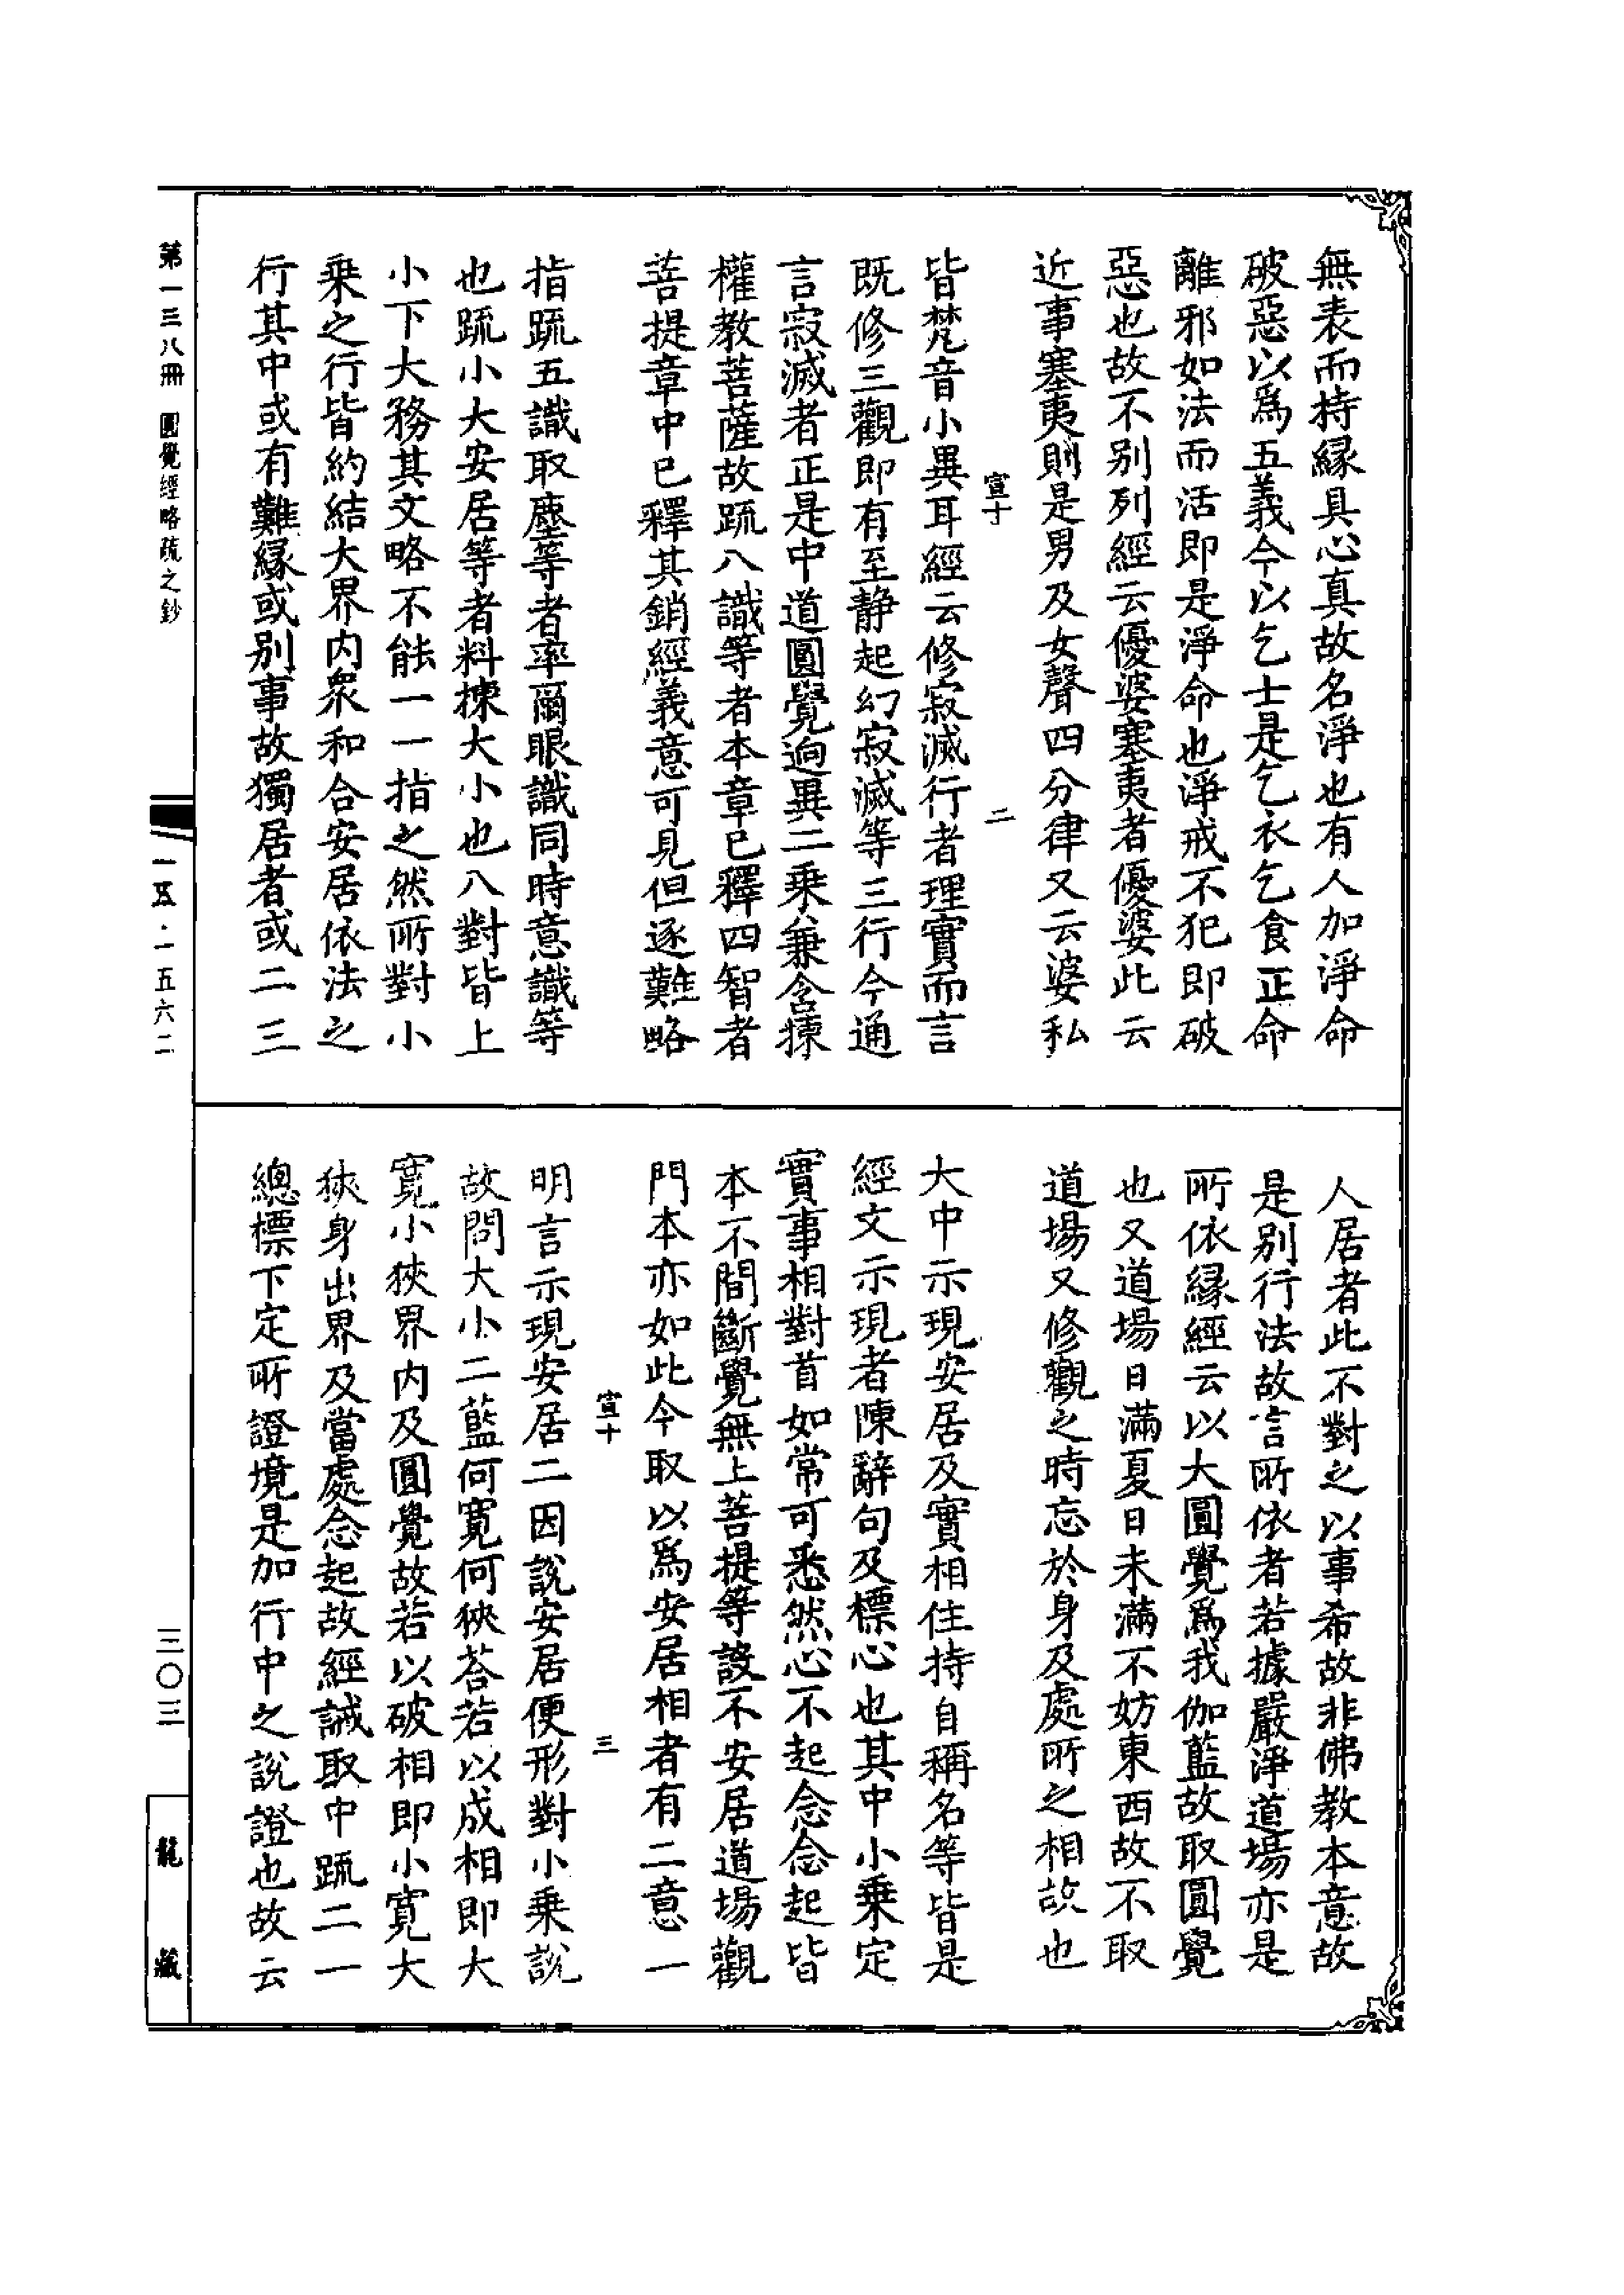 無表而持縁具心真故名淨也有人加淨命
破惡以爲五義今以乞士是乞衣乞食正命
離邪如法而活即是淨命也淨戒不犯即破
惡也故不别列經云優婆塞夷者優婆此云
近事塞夷則是男及女聲四分律又云婆私
宣十
二
皆梵音小異耳經云修寂滅行者理實而言
既修三觀即有至静起幻寂滅等三行今通
言寂滅者正是中道圓覺迥異二乗兼含揀
權教菩薩故䟽八識等者本章已釋四智者
菩提章中已釋其銷經義意可見但逐難略
指䟽五識取塵等者率爾眼識同時意識等
也䟽小大安居等者料揀大小也八對皆上
小下大務其文略不能一一指之然所對小
乗之行皆約結大界内衆和合安居依法之
行其中或有難縁或别事故獨居者或二三
人居者此不對之以事希故非佛教本意故
是别行法故言所依者若據嚴淨道場亦是
所依縁經云以大圓覺爲我伽藍故取圓覺
也又道場日滿夏日未滿不妨東西故不取
道場又修觀之時忘於身及處所之相故也
大中示現安居及實相住持自稱名等皆是
經文示現者陳辭句及標心也其中小乗定
實事相對首如常可悉然心不起念念起皆
本不間斷覺無上菩提等設不安居道場觀
門本亦如此今取以爲安居相者有二意一
宣十
三
明言示現安居二因説安居便形對小乗説
故問大小二藍何寛何狹荅若以成相即大
寛小狹界内及圓覺故若以破相即小寛大
狹身出界及當處念起故經誡取中䟽二一
總標下定所證境是加行中之説證也故云
第一三八冊 圓覺經略疏之鈔
一五·一五六二
三〇三
龍藏